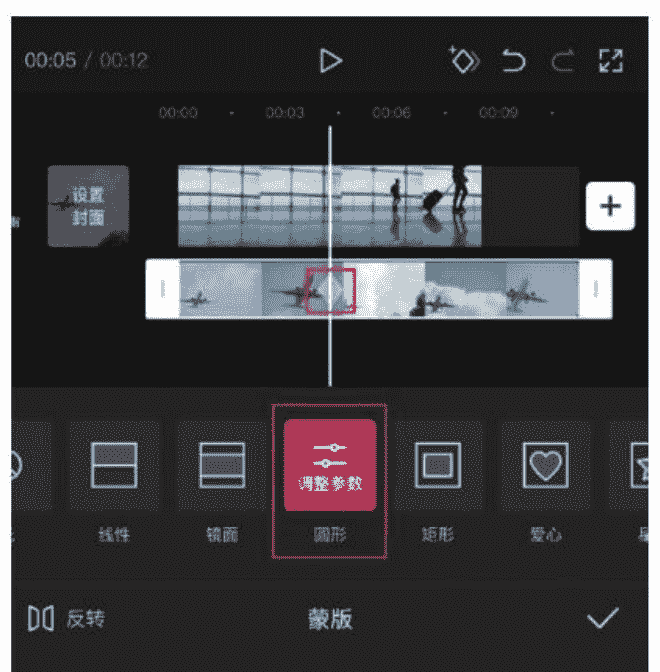 00:05 / 00:12
00:00
00:03
00:06
00:09
设置
封面
+
调整参数
线性
镜面
圆形
矩形
爱心
反转
蒙版